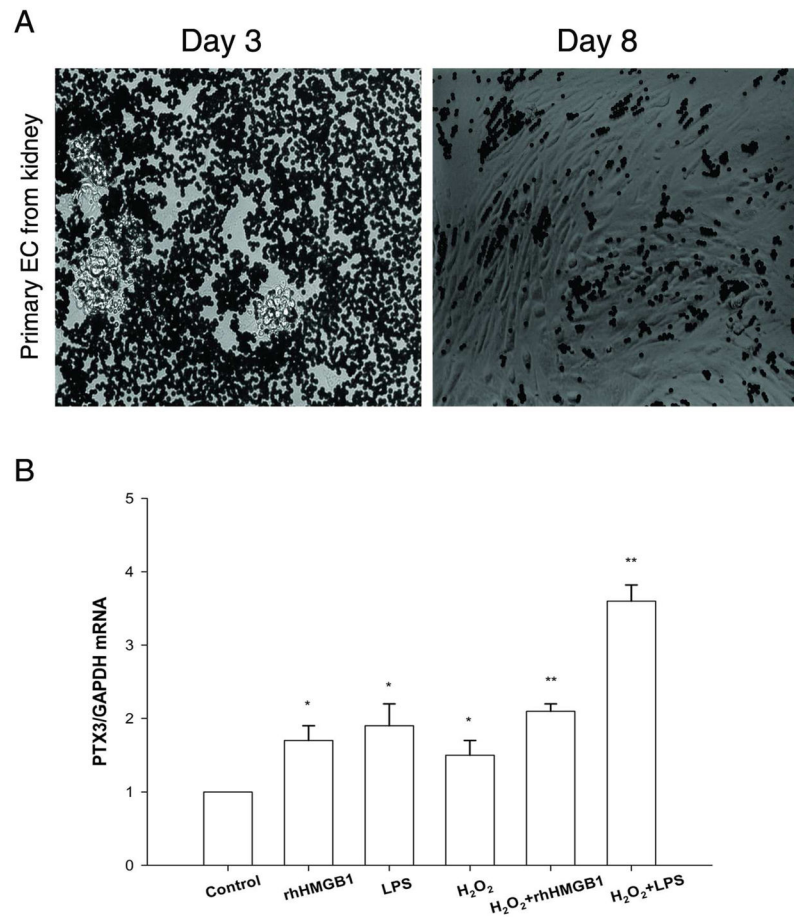 A
Day 3
Day 8
Primary EC from kidney
B
PTX3/GAPDH mRNA
5
4
3
2
1
0
*
*
*
**
**
Control
rhHMGB1
LPS
H₂O₂
H₂O₂+rhHMGB1
H₂O₂+LPS